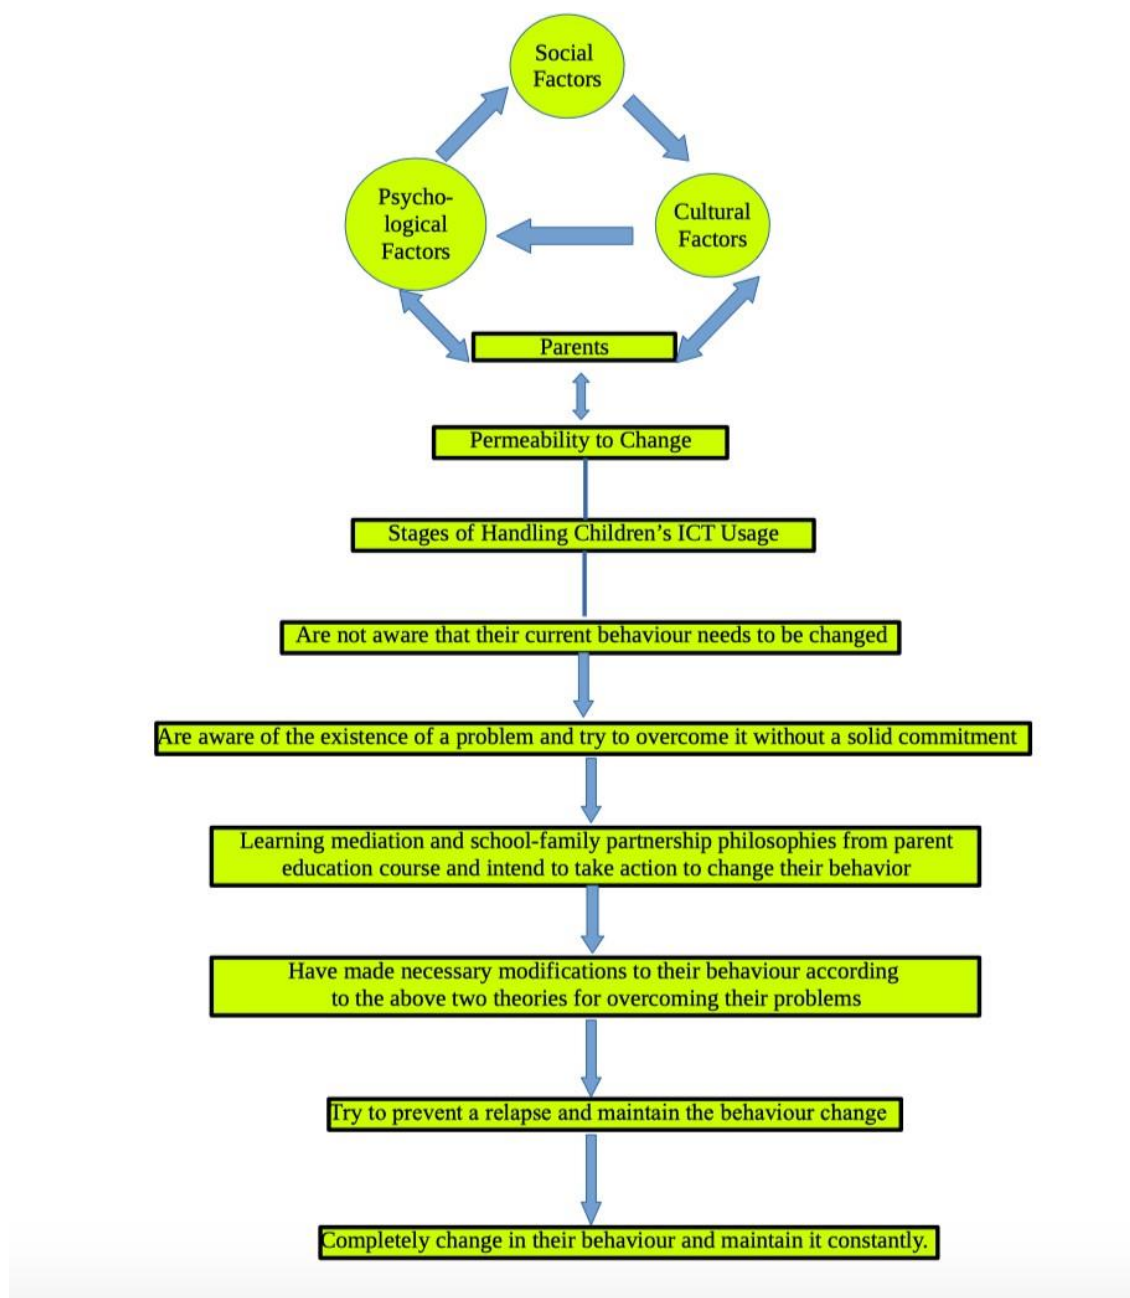 Social
Factors
Psycho-
logical
Factors
Cultural
Factors
Parents
Permeability to Change
Stages of Handling Children’s ICT Usage
Are not aware that their current behaviour needs to be changed
Are aware of the existence of a problem and try to overcome it without a solid commitment
Learning mediation and school-family partnership philosophies from parent
education course and intend to take action to change their behavior
Have made necessary modifications to their behaviour according
to the above two theories for overcoming their problems
Try to prevent a relapse and maintain the behaviour change
Completely change in their behaviour and maintain it constantly.